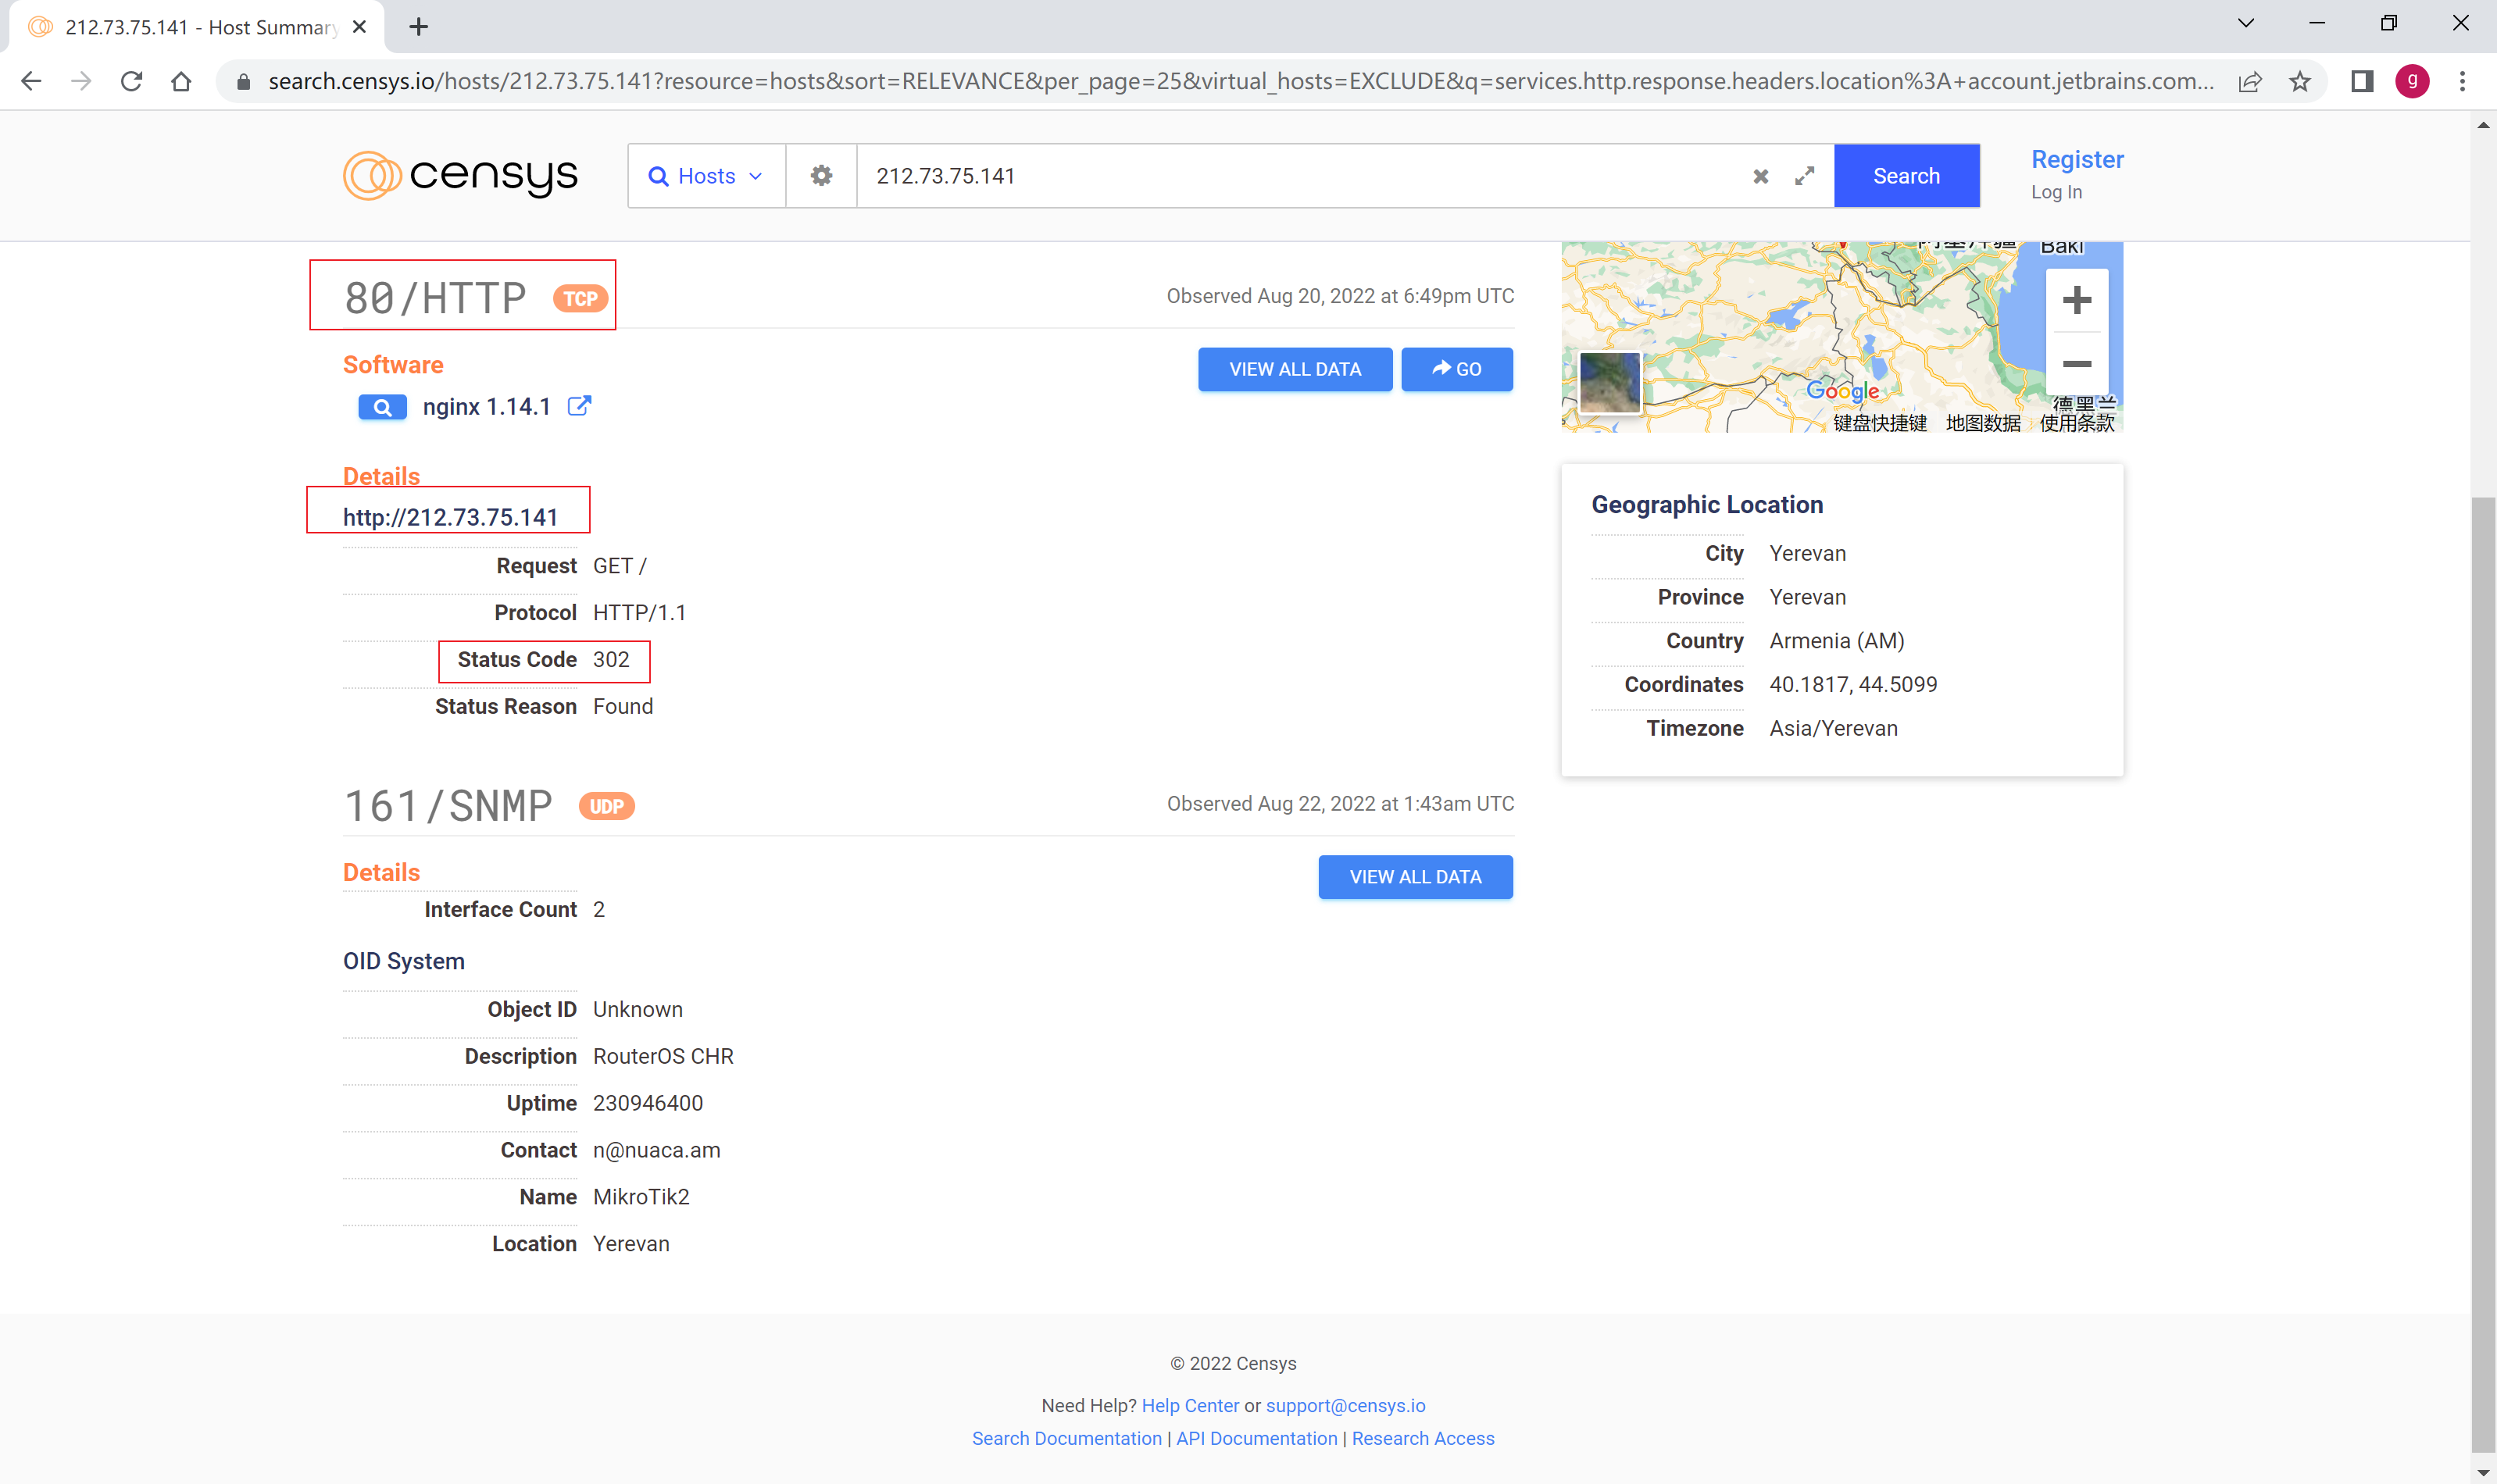 212.73.75.141 - Host Summary
search.censys.io/hosts/212.73.75.141?resource=hosts&sort=RELEVANCE&per_page=25&virtual_hosts=EXCLUDE&q=services.http.response.headers.location%3A+account.jetbrains.com...
g
censys
Hosts
212.73.75.141
Search
Register
Log In
80/HTTP TCP
Observed Aug 20, 2022 at 6:49pm UTC
Software
VIEW ALL DATA
GO
nginx 1.14.1
Details
http://212.73.75.141
Request GET /
Protocol HTTP/1.1
Status Code 302
Status Reason Found
161/SNMP UDP
Observed Aug 22, 2022 at 1:43am UTC
Details
VIEW ALL DATA
Interface Count 2
OID System
Object ID Unknown
Description RouterOS CHR
Uptime 230946400
Contact n@nuaca.am
Name MikroTik2
Location Yerevan
Baki
Google
德黑兰
键盘快捷键 地图数据 使用条款
Geographic Location
City Yerevan
Province Yerevan
Country Armenia (AM)
Coordinates 40.1817, 44.5099
Timezone Asia/Yerevan
© 2022 Censys
Need Help? Help Center or support@censys.io
Search Documentation | API Documentation | Research Access